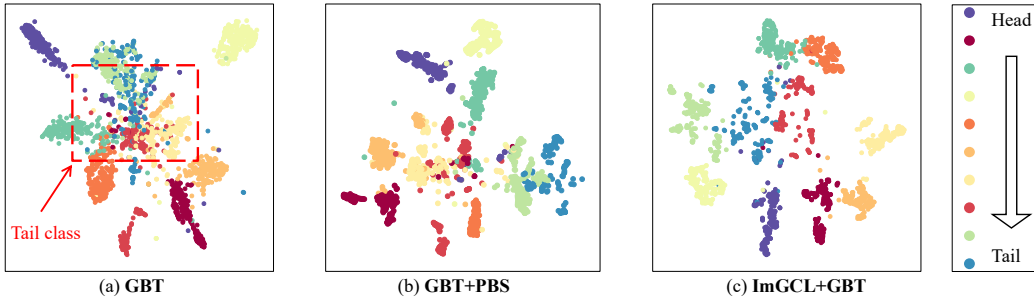 Head
Tail class
Tail
(a) GBT
(b) GBT+PBS
(c) ImGCL+GBT